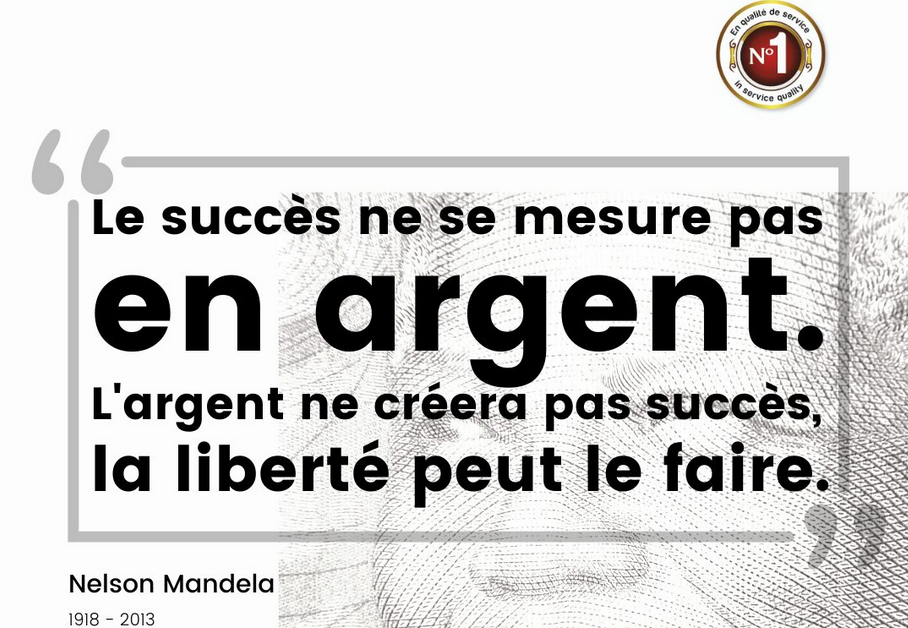 En qualité de service
Nº1
in service quality
Le succès ne se mesure pas
en argent.
L'argent ne créera pas succès,
la liberté peut le faire.
Nelson Mandela
1918 - 2013